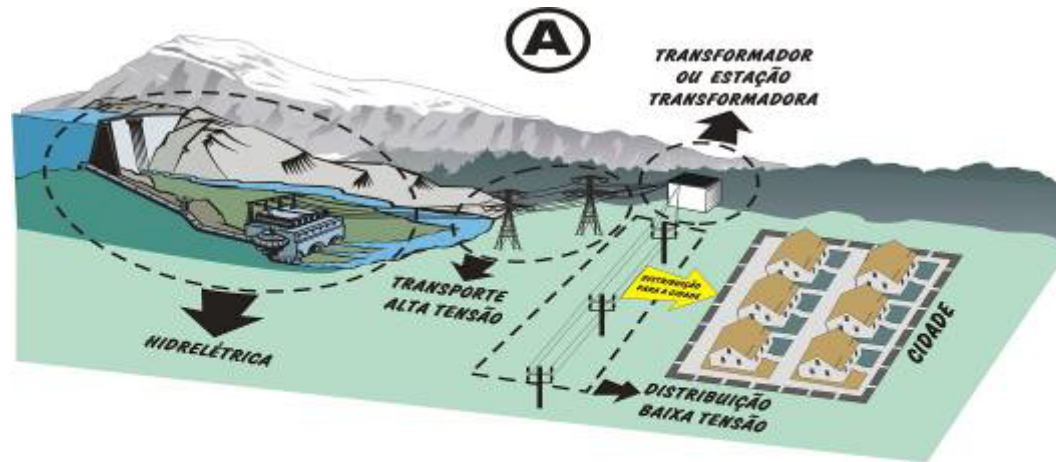 A
TRANSFORMADOR
OU ESTAÇÃO
TRANSFORMADORA
TRANSPORTE
ALTA TENSÃO
DISTRIBUIÇÃO
PARA A CIDADE
HIDRELÉTRICA
CIDADE
DISTRIBUIÇÃO
BAIXA TENSÃO